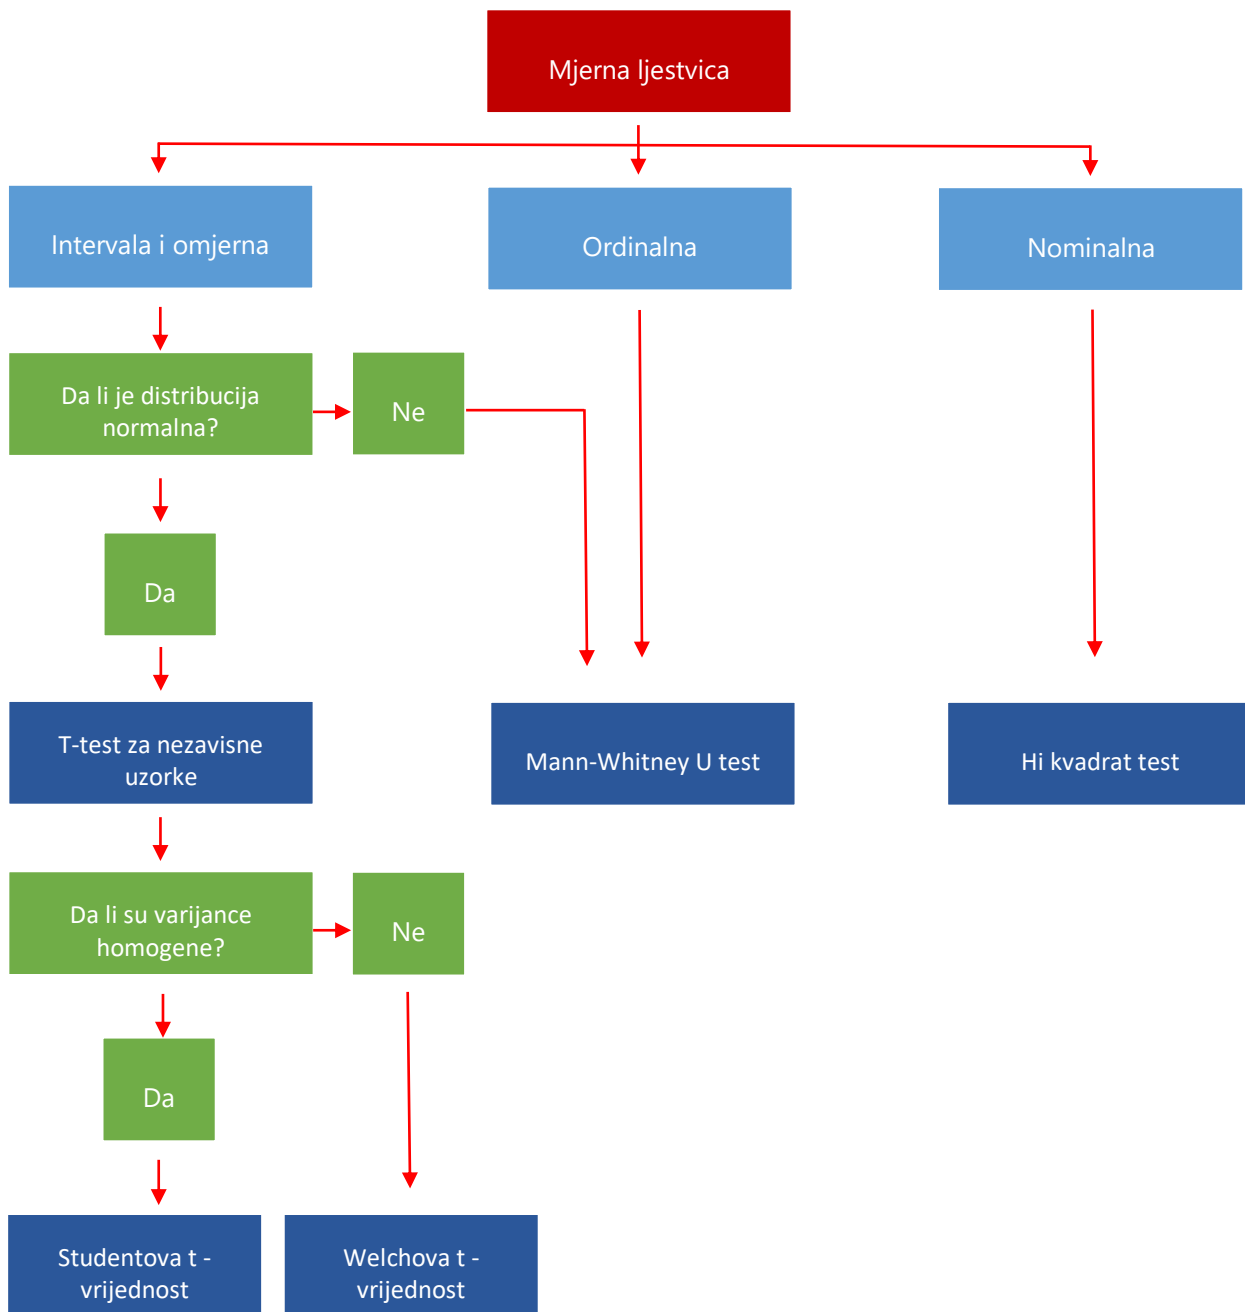 Mjerna ljestvica
Intervala i omjerna
Ordinalna
Nominalna
Da li je distribucija
normalna?
Ne
Da
T-test za nezavisne
uzorke
Mann-Whitney U test
Hi kvadrat test
Da li su varijance
homogene?
Ne
Da
Studentova t -
vrijednost
Welchova t -
vrijednost